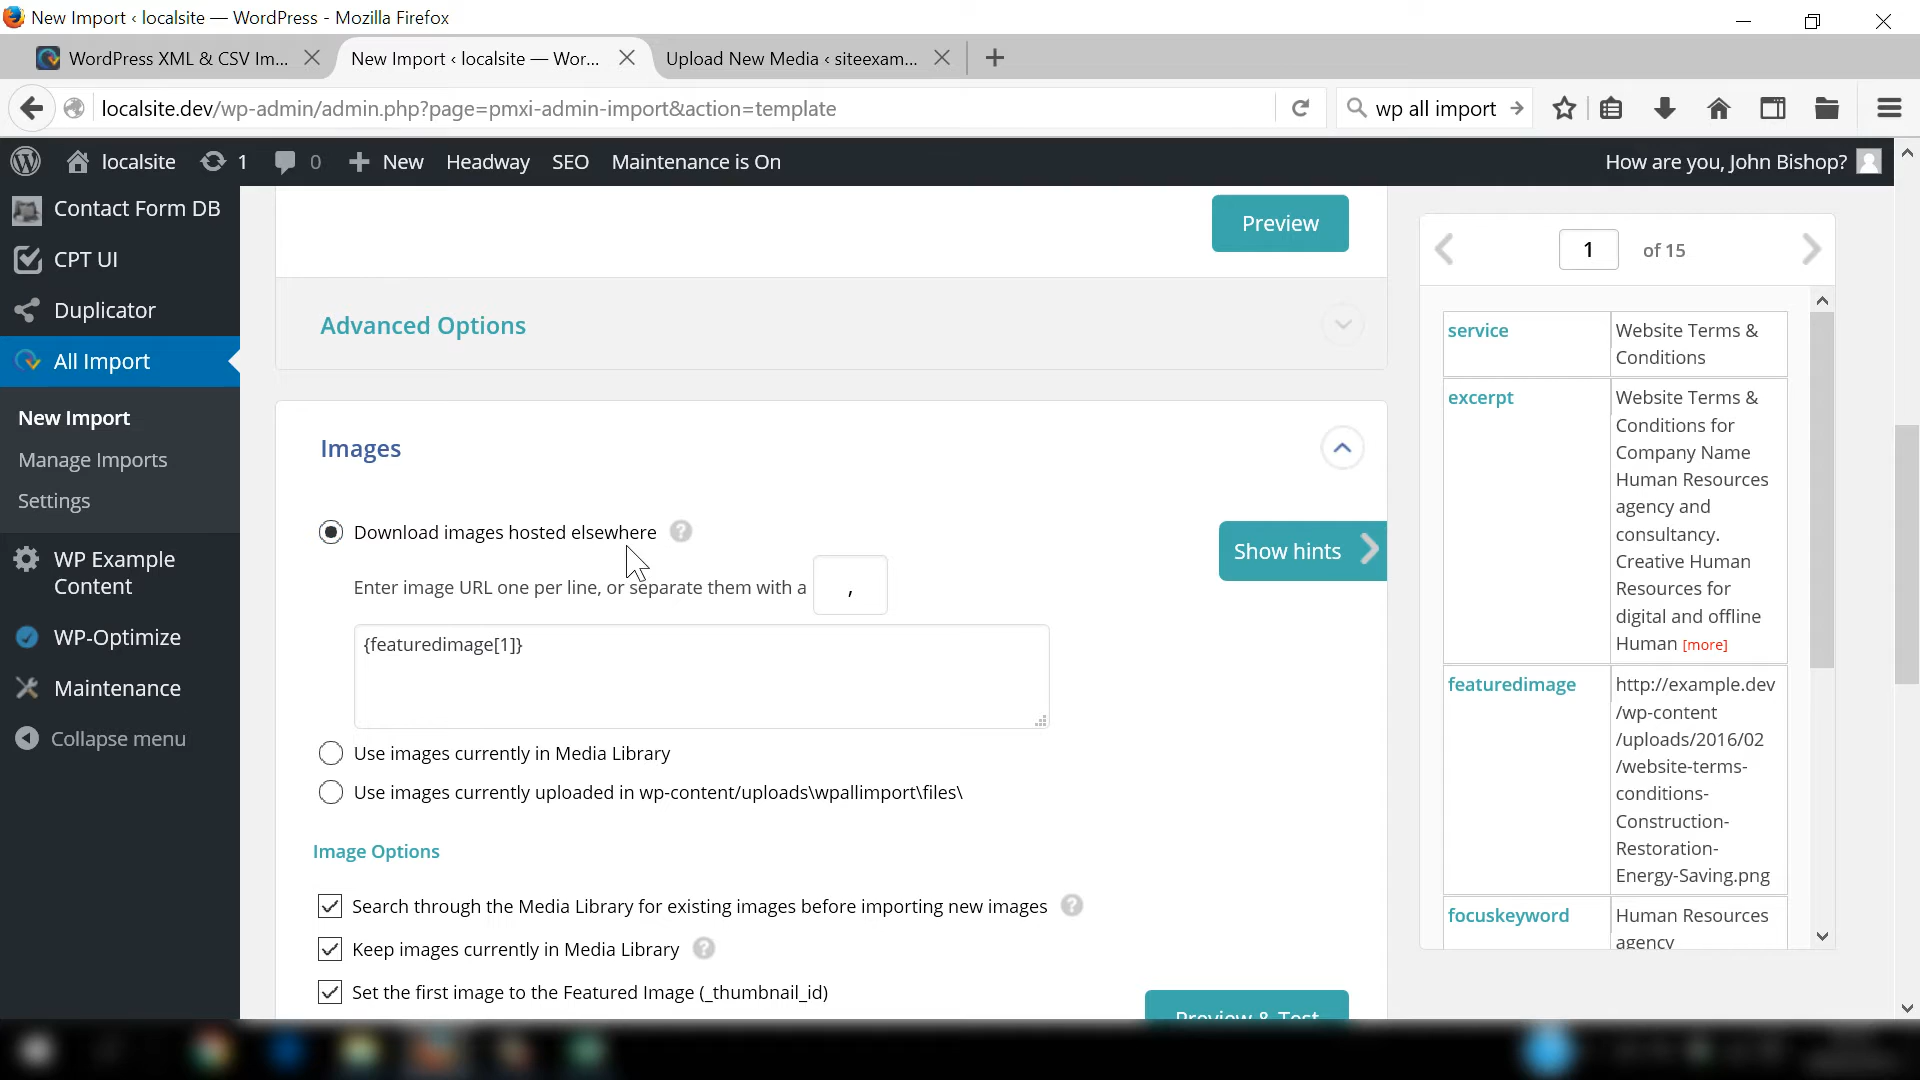 New Import ‹ localsite — WordPress - Mozilla Firefox
WordPress XML & CSV Im...
New Import ‹ localsite — Wor...
Upload New Media ‹ siteexam...
localsite.dev/wp-admin/admin.php?page=pmxi-admin-import&action=template
wp all import
localsite
1
0
New
Headway
SEO
Maintenance is On
How are you, John Bishop?
Contact Form DB
CPT UI
Duplicator
All Import
New Import
Manage Imports
Settings
WP Example
Content
WP-Optimize
Maintenance
Collapse menu
Preview
Advanced Options
Images
Download images hosted elsewhere ?
Show hints
Enter image URL one per line, or separate them with a ,
{featuredimage[1]}
Use images currently in Media Library
Use images currently uploaded in wp-content/uploads\wpallimport\files\
Image Options
Search through the Media Library for existing images before importing new images ?
Keep images currently in Media Library ?
Set the first image to the Featured Image (_thumbnail_id)
Preview & Test
1 of 15
service
Website Terms &
Conditions
excerpt
Website Terms &
Conditions for
Company Name
Human Resources
agency and
consultancy.
Creative Human
Resources for
digital and offline
Human [more]
featuredimage
http://example.dev
/wp-content
/uploads/2016/02
/website-terms-
conditions-
Construction-
Restoration-
Energy-Saving.png
focuskeyword
Human Resources
agency